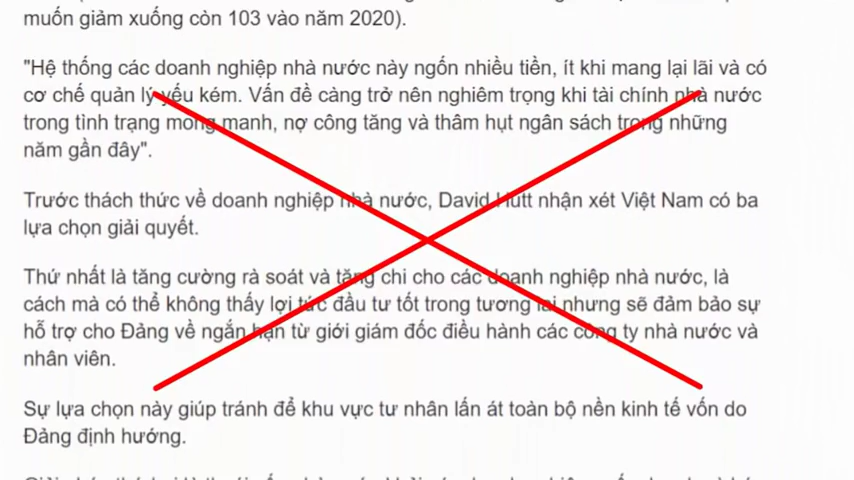 muốn giảm xuống còn 103 vào năm 2020).
"Hệ thống các doanh nghiệp nhà nước này ngốn nhiều tiền, ít khi mang lại lãi và có
cơ chế quản lý yếu kém. Vấn đề càng trở nên nghiêm trọng khi tài chính nhà nước
trong tình trạng mong manh, nợ công tăng và thâm hụt ngân sách trong những
năm gần đây".
Trước thách thức về doanh nghiệp nhà nước, David Hutt nhận xét Việt Nam có ba
lựa chọn giải quyết.
Thứ nhất là tăng cường rà soát và tăng chi cho các doanh nghiệp nhà nước, là
cách mà có thể không thấy lợi tức đầu tư tốt trong tương lai nhưng sẽ đảm bảo sự
hỗ trợ cho Đảng về ngắn hạn từ giới giám đốc điều hành các công ty nhà nước và
nhân viên.
Sự lựa chọn này giúp tránh để khu vực tư nhân lấn át toàn bộ nền kinh tế vốn do
Đảng định hướng.